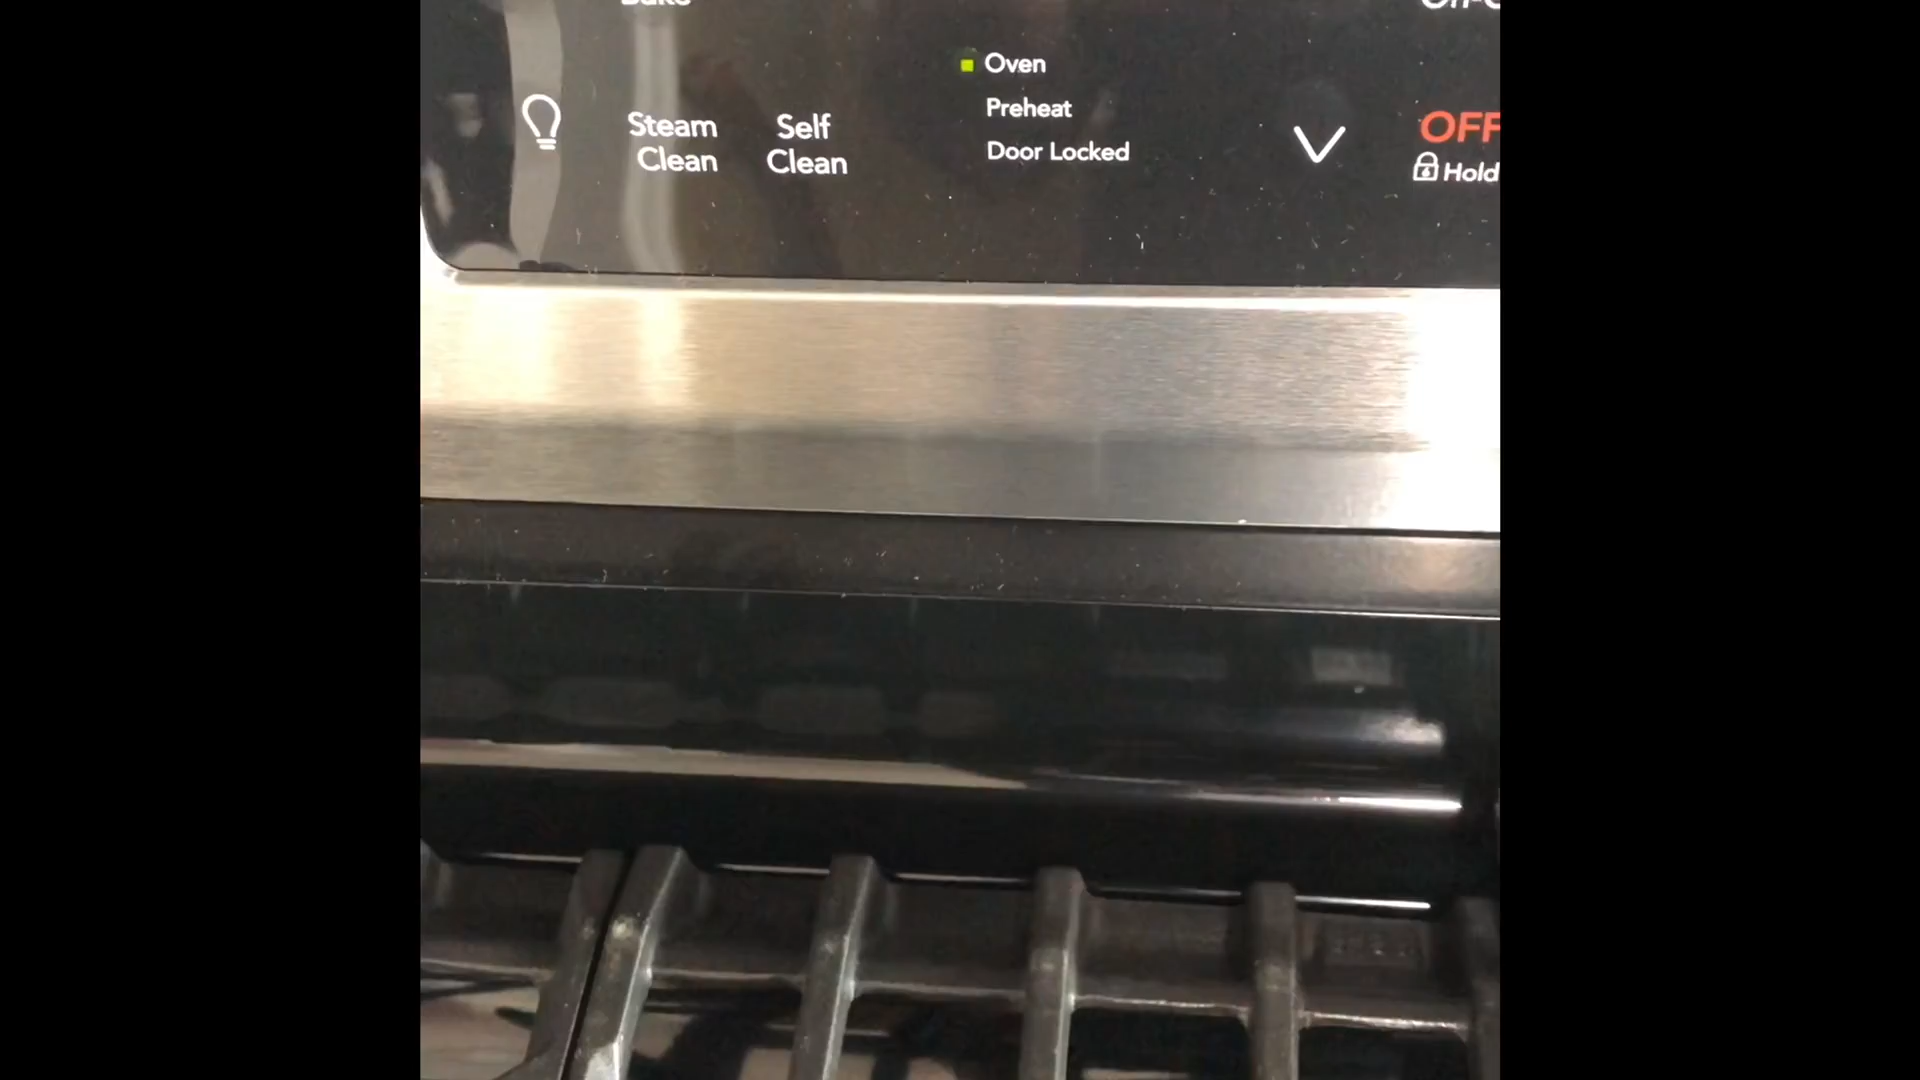 Oven
Preheat
Door Locked
Steam
Clean
Self
Clean
OFF
Hold